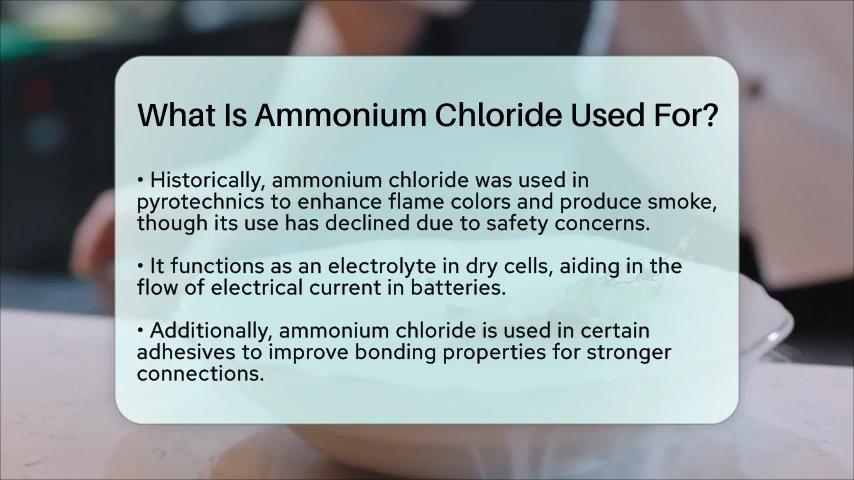 What Is Ammonium Chloride Used For?
• Historically, ammonium chloride was used in
pyrotechnics to enhance flame colors and produce smoke,
though its use has declined due to safety concerns.
• It functions as an electrolyte in dry cells, aiding in the
flow of electrical current in batteries.
• Additionally, ammonium chloride is used in certain
adhesives to improve bonding properties for stronger
connections.